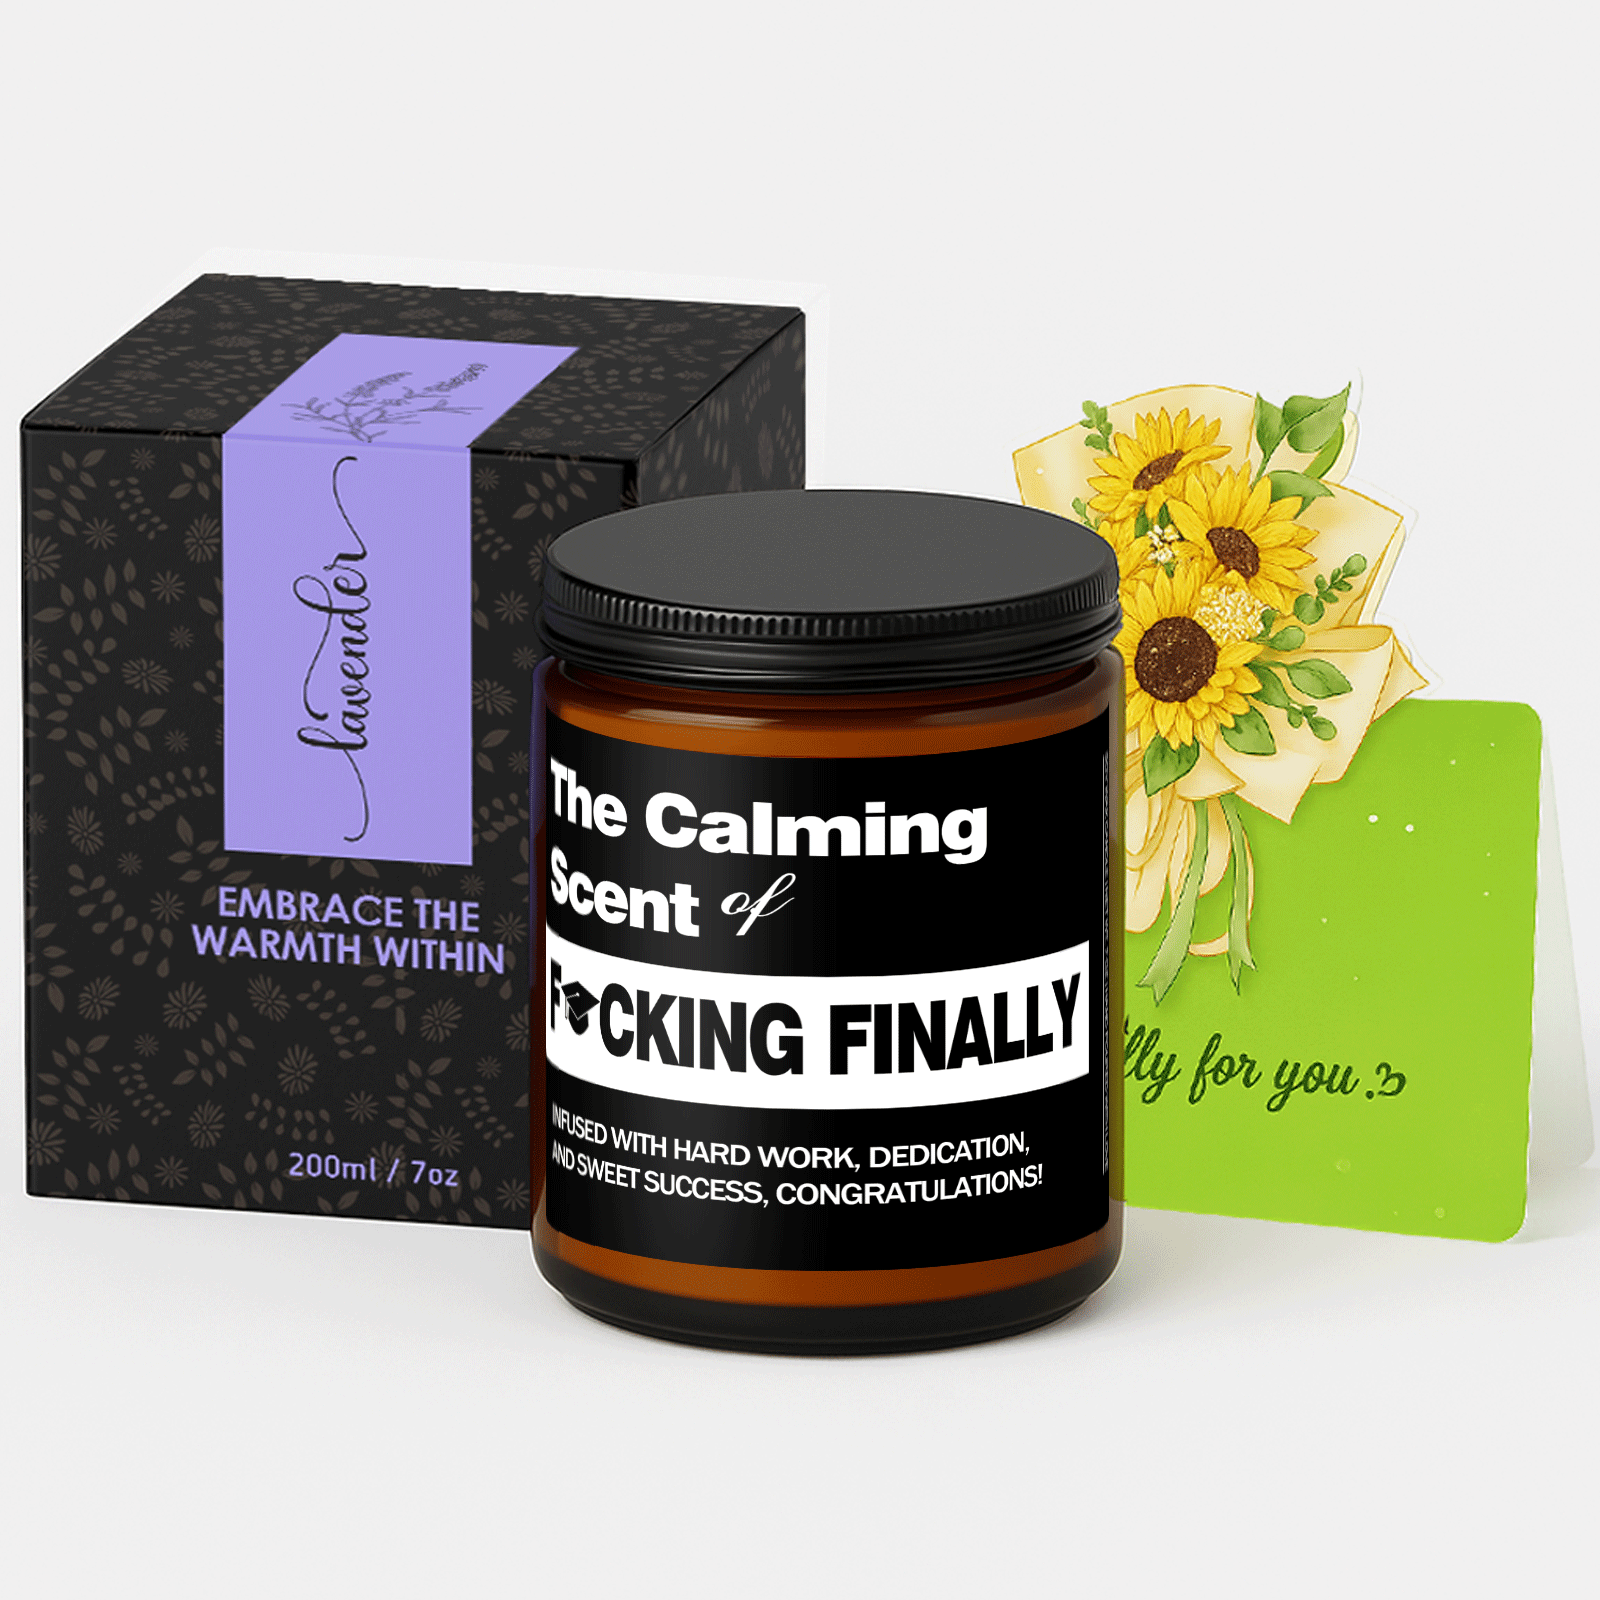 lavender
EMBRACE THE
WARMTH WITHIN
200ml / 7oz
The Calming
Scent of
F CKING FINALLY
INFUSED WITH HARD WORK, DEDICATION,
AND SWEET SUCCESS, CONGRATULATIONS!
for you